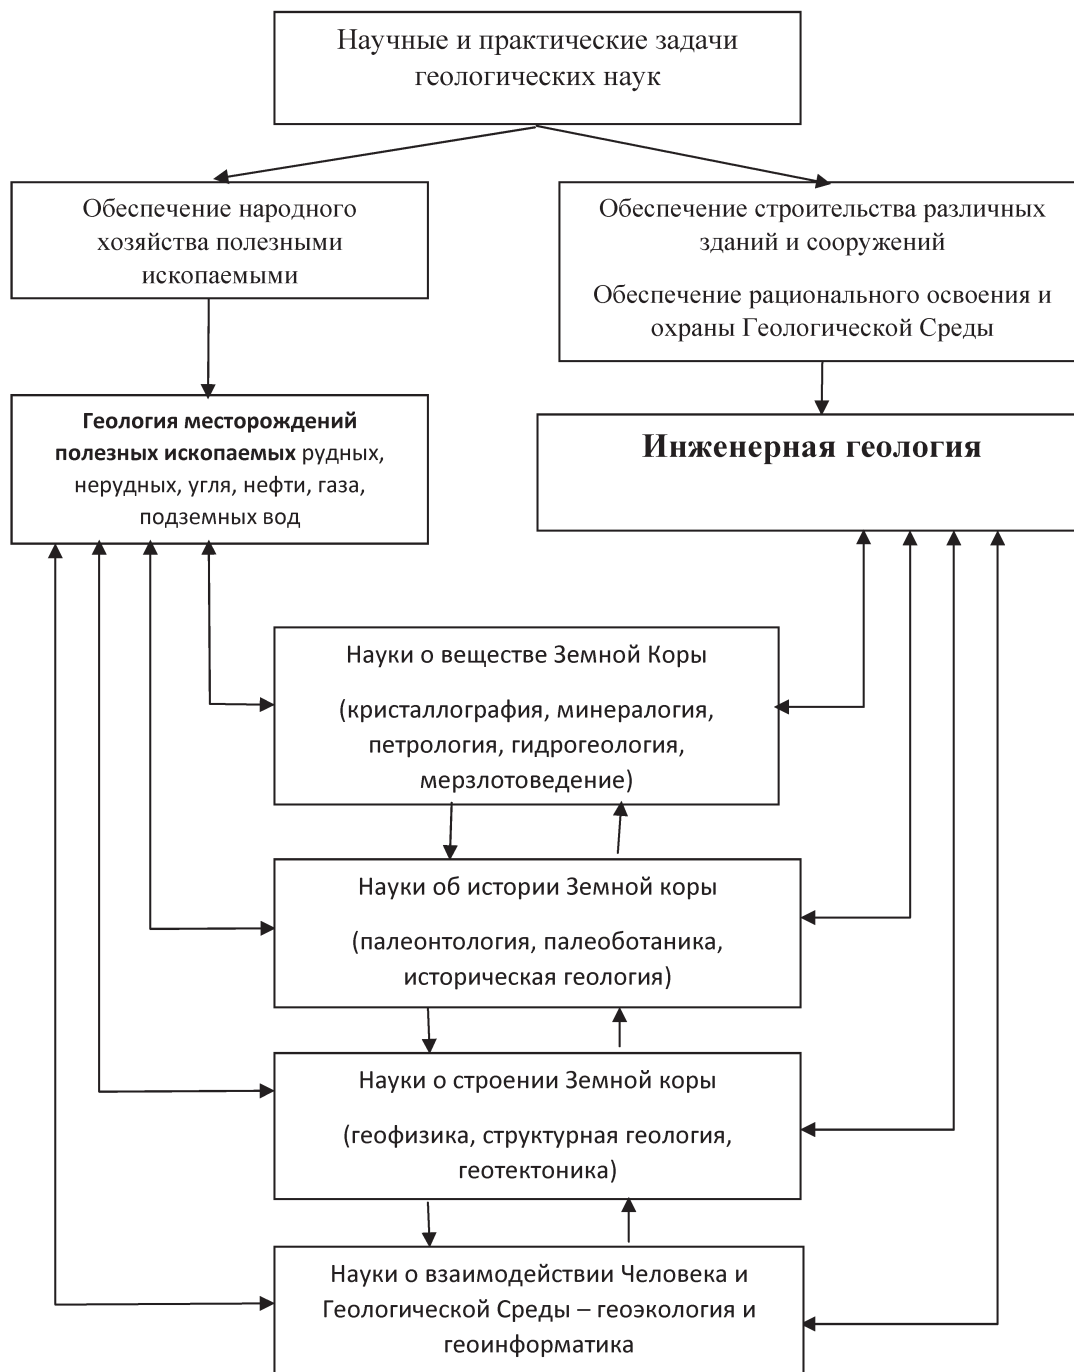 Научные и практические задачи
геологических наук
Обеспечение народного
хозяйства полезными
ископаемыми
Обеспечение строительства различных
зданий и сооружений
Обеспечение рационального освоения и
охраны Геологической Среды
Геология месторождений
полезных ископаемых рудных,
нерудных, угля, нефти, газа,
подземных вод
Инженерная геология
Науки о веществе Земной Коры
(кристаллография, минералогия,
петрология, гидрогеология,
мерзлотоведение)
Науки об истории Земной коры
(палеонтология, палеоботаника,
историческая геология)
Науки о строении Земной коры
(геофизика, структурная геология,
геотектоника)
Науки о взаимодействии Человека и
Геологической Среды – геоэкология и
геоинформатика